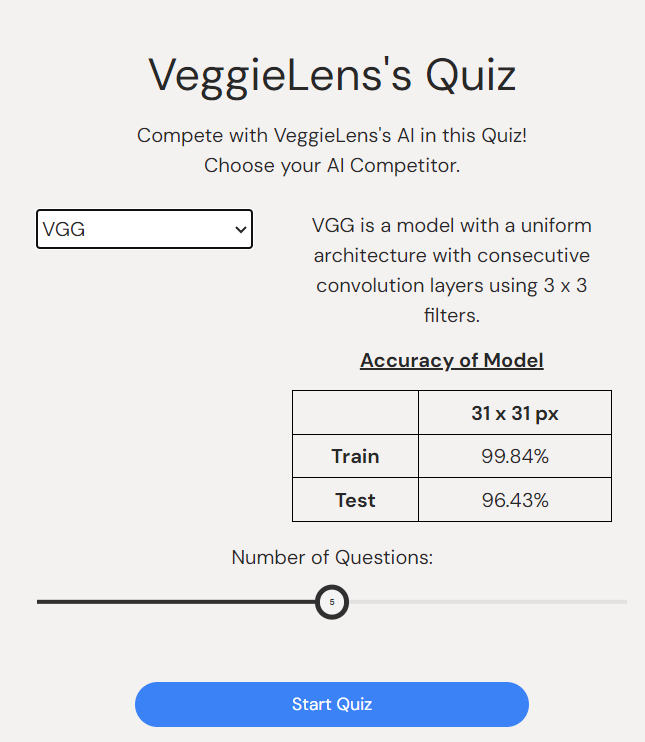 VeggieLens's Quiz
Compete with VeggieLens's AI in this Quiz!
Choose your AI Competitor.
VGG
VGG is a model with a uniform
architecture with consecutive
convolution layers using 3 x 3
filters.
Accuracy of Model
31 x 31 px
Train 99.84%
Test 96.43%
Number of Questions:
5
Start Quiz